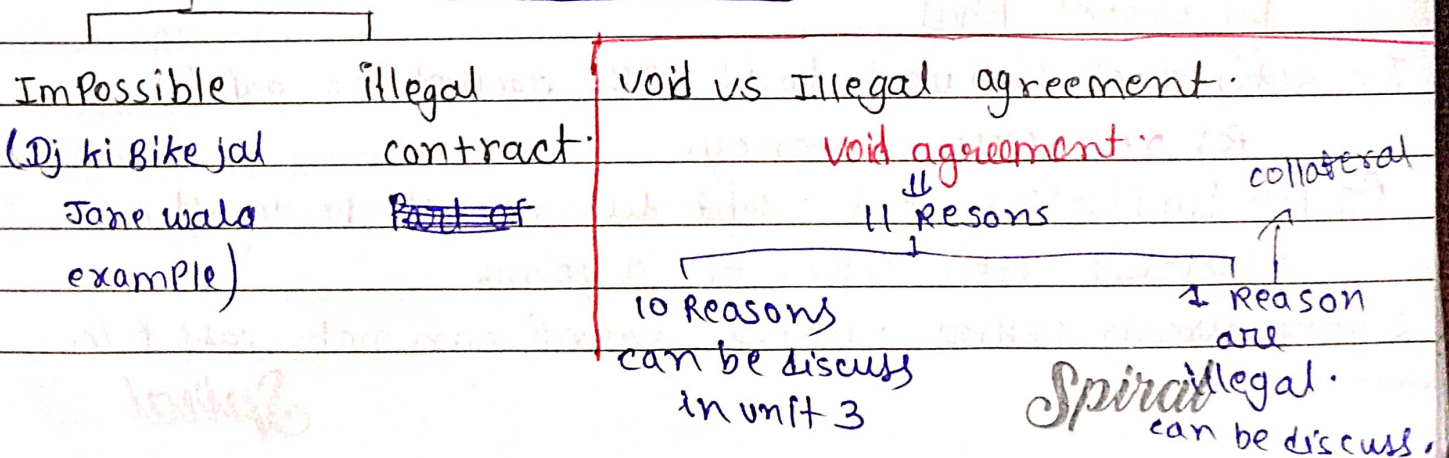 Impossible
(Dj ki Bike jal
Jane wala
example)
illegal
contract.
void vs Illegal agreement.
void agreement.
11 Resons
collateral
10 Reasons
can be discuss
in unit 3
1 Reason
are
illegal.
can be discuss.
Spiral